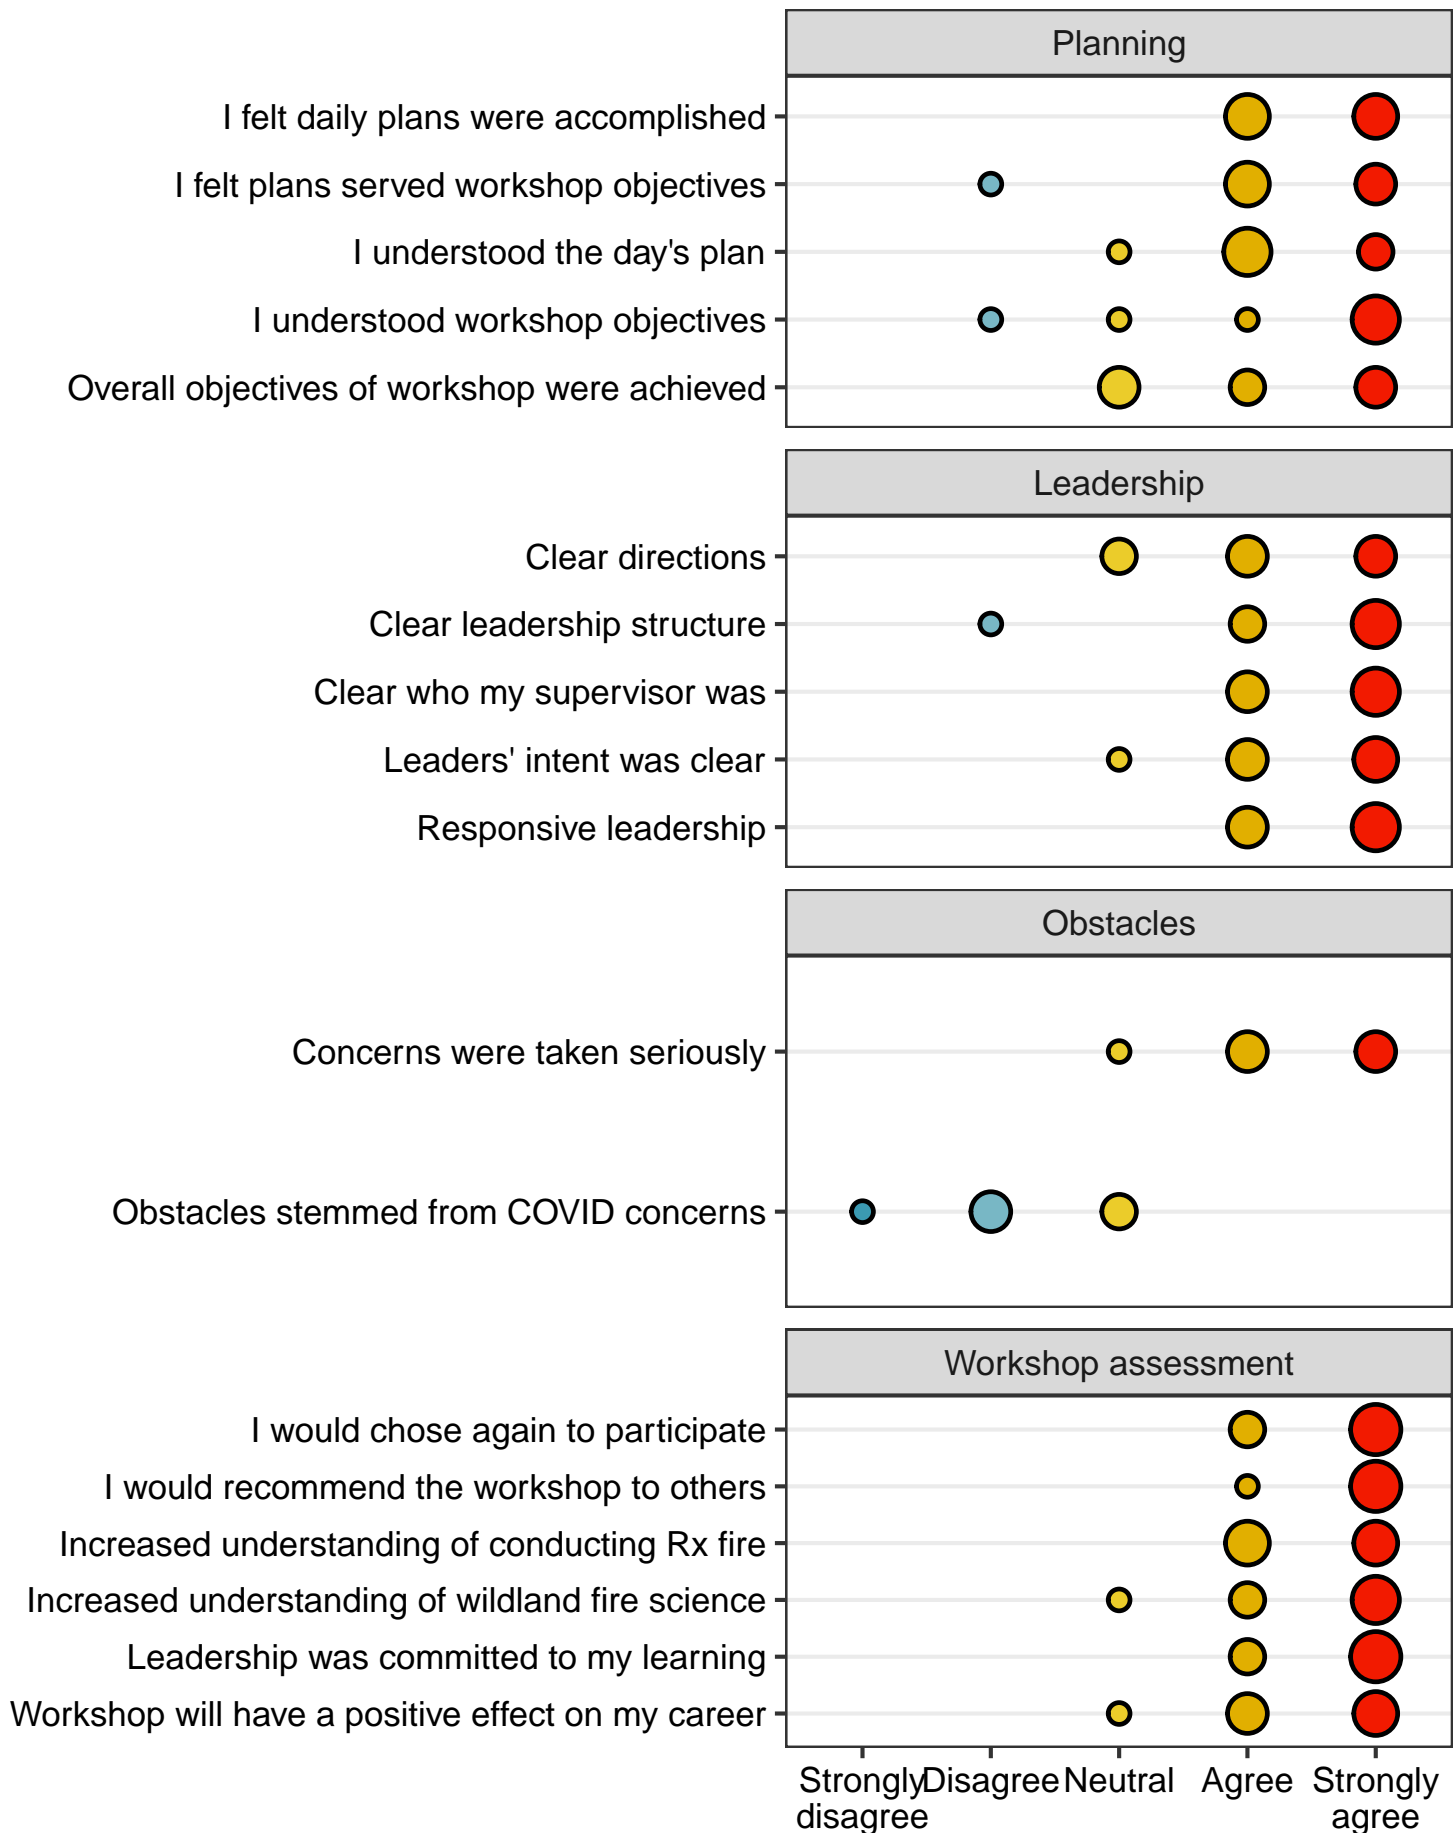 Planning
I felt daily plans were accomplished
I felt plans served workshop objectives
I understood the day's plan
I understood workshop objectives
Overall objectives of workshop were achieved
Leadership
Clear directions
Clear leadership structure
Clear who my supervisor was
Leaders' intent was clear
Responsive leadership
Obstacles
Concerns were taken seriously
Obstacles stemmed from COVID concerns
Workshop assessment
I would chose again to participate
I would recommend the workshop to others
Increased understanding of conducting Rx fire
Increased understanding of wildland fire science
Leadership was committed to my learning
Workshop will have a positive effect on my career
Strongly Disagree Neutral Agree Strongly
disagree agree